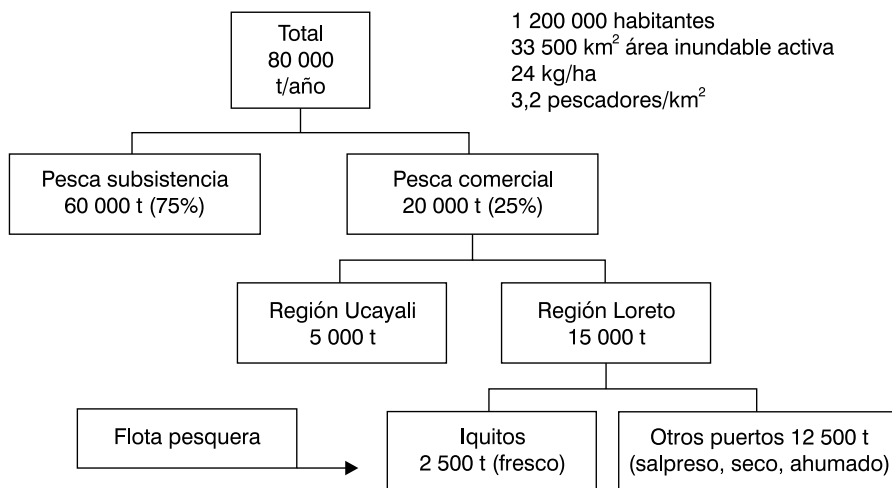 Total
80 000
t/año
1 200 000 habitantes
33 500 km² área inundable activa
24 kg/ha
3,2 pescadores/km²
Pesca subsistencia
60 000 t (75%)
Pesca comercial
20 000 t (25%)
Región Ucayali
5 000 t
Región Loreto
15 000 t
Flota pesquera
Iquitos
2 500 t (fresco)
Otros puertos 12 500 t
(salpreso, seco, ahumado)